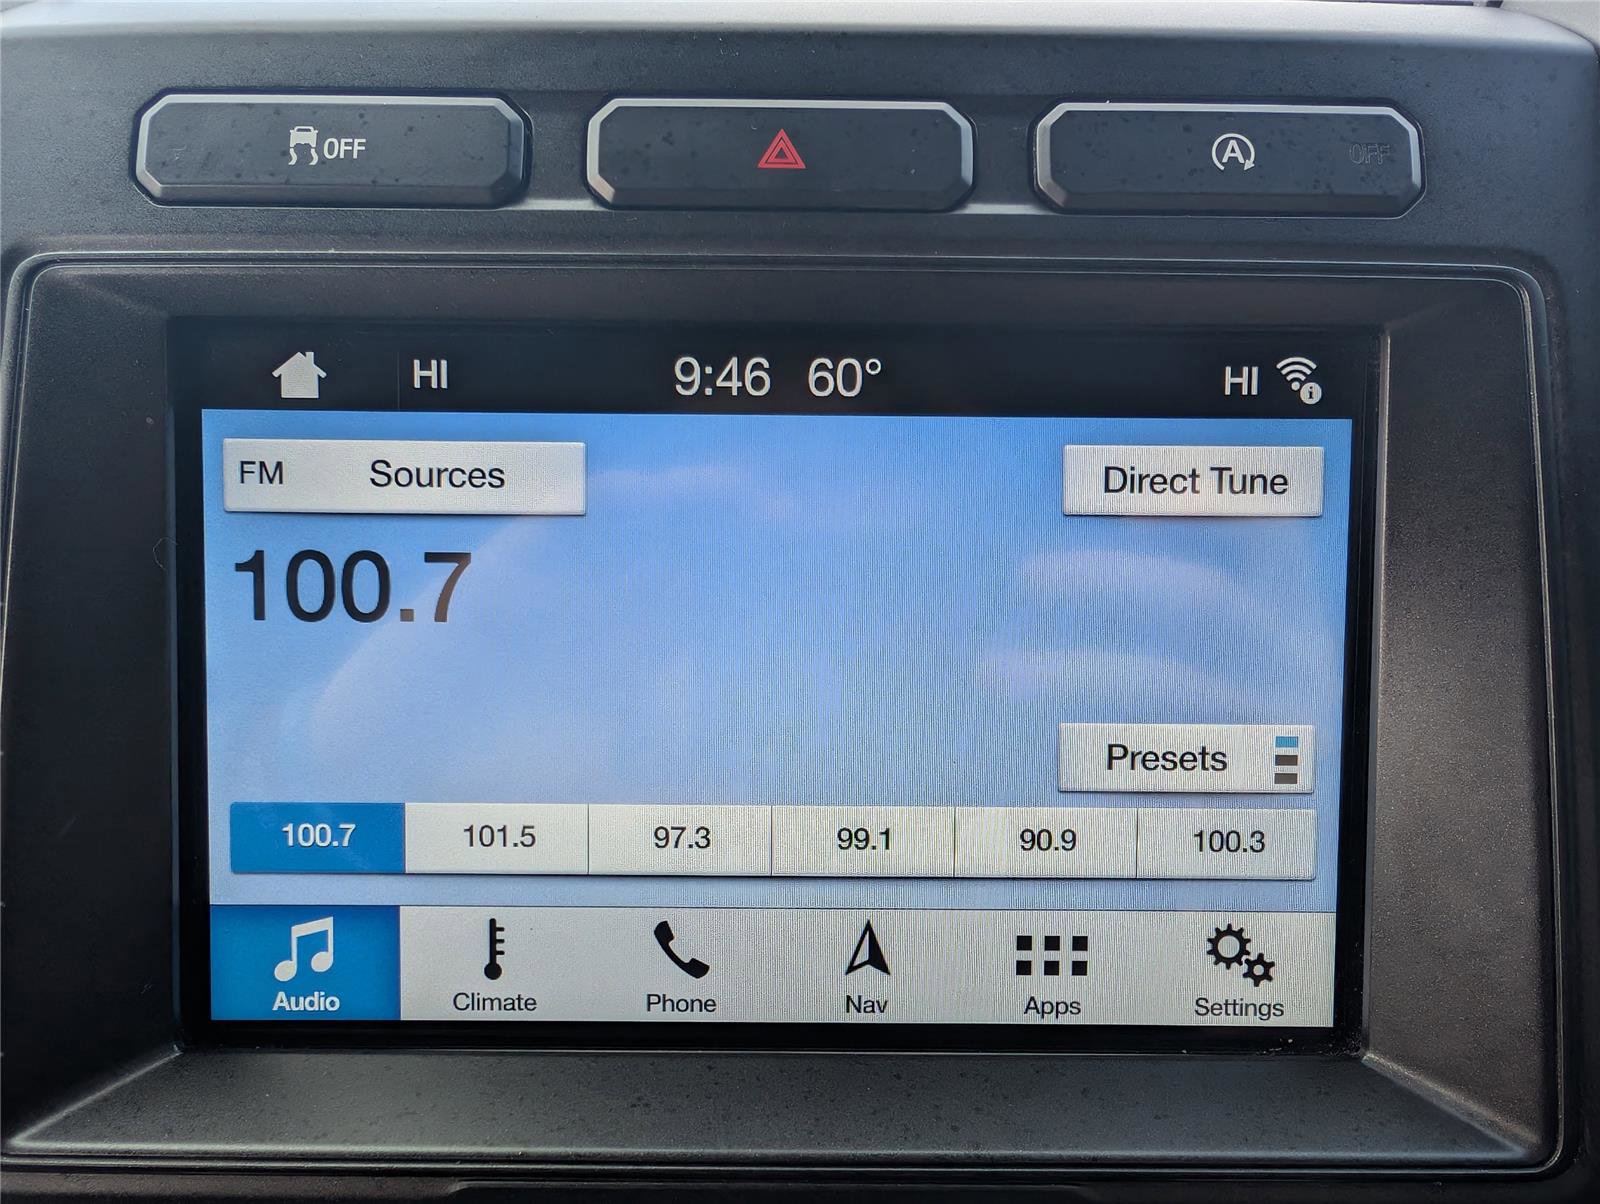 OFF
A OFF
HI 9:46 60° HI
FM Sources Direct Tune
100.7
Presets
100.7 101.5 97.3 99.1 90.9 100.3
Audio Climate Phone Nav Apps Settings